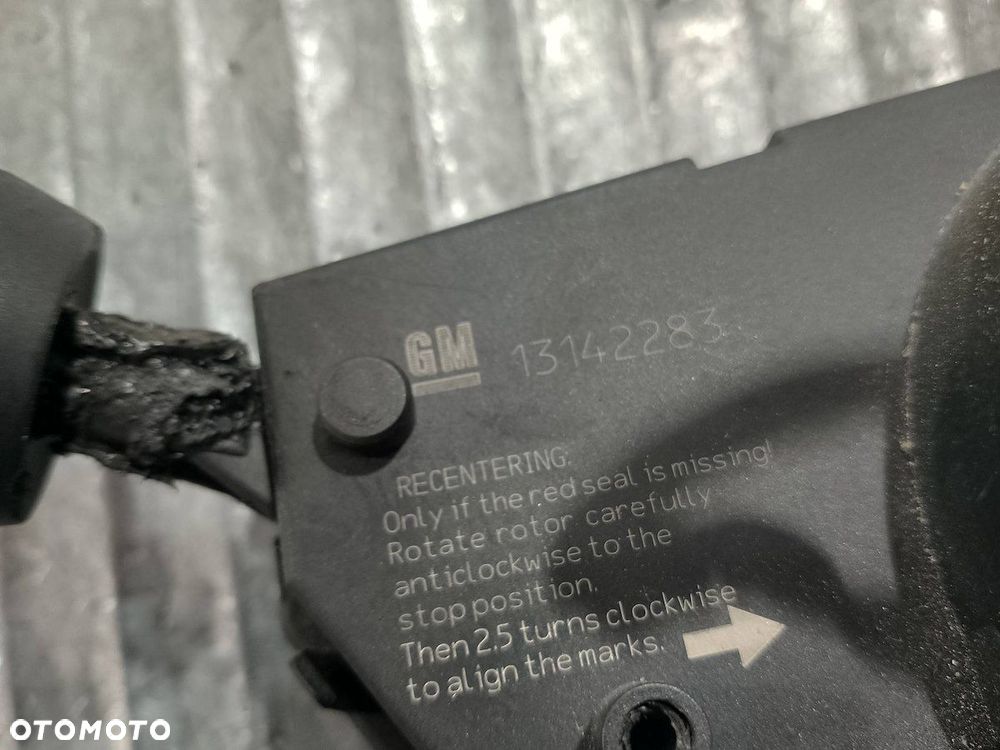 GM 13142283
RECENTERING:
Only if the red seal is missing!
Rotate rotor carefully
anticlockwise to the
stop position.
Then 2.5 turns clockwise
to align the marks.
OTOMOTO